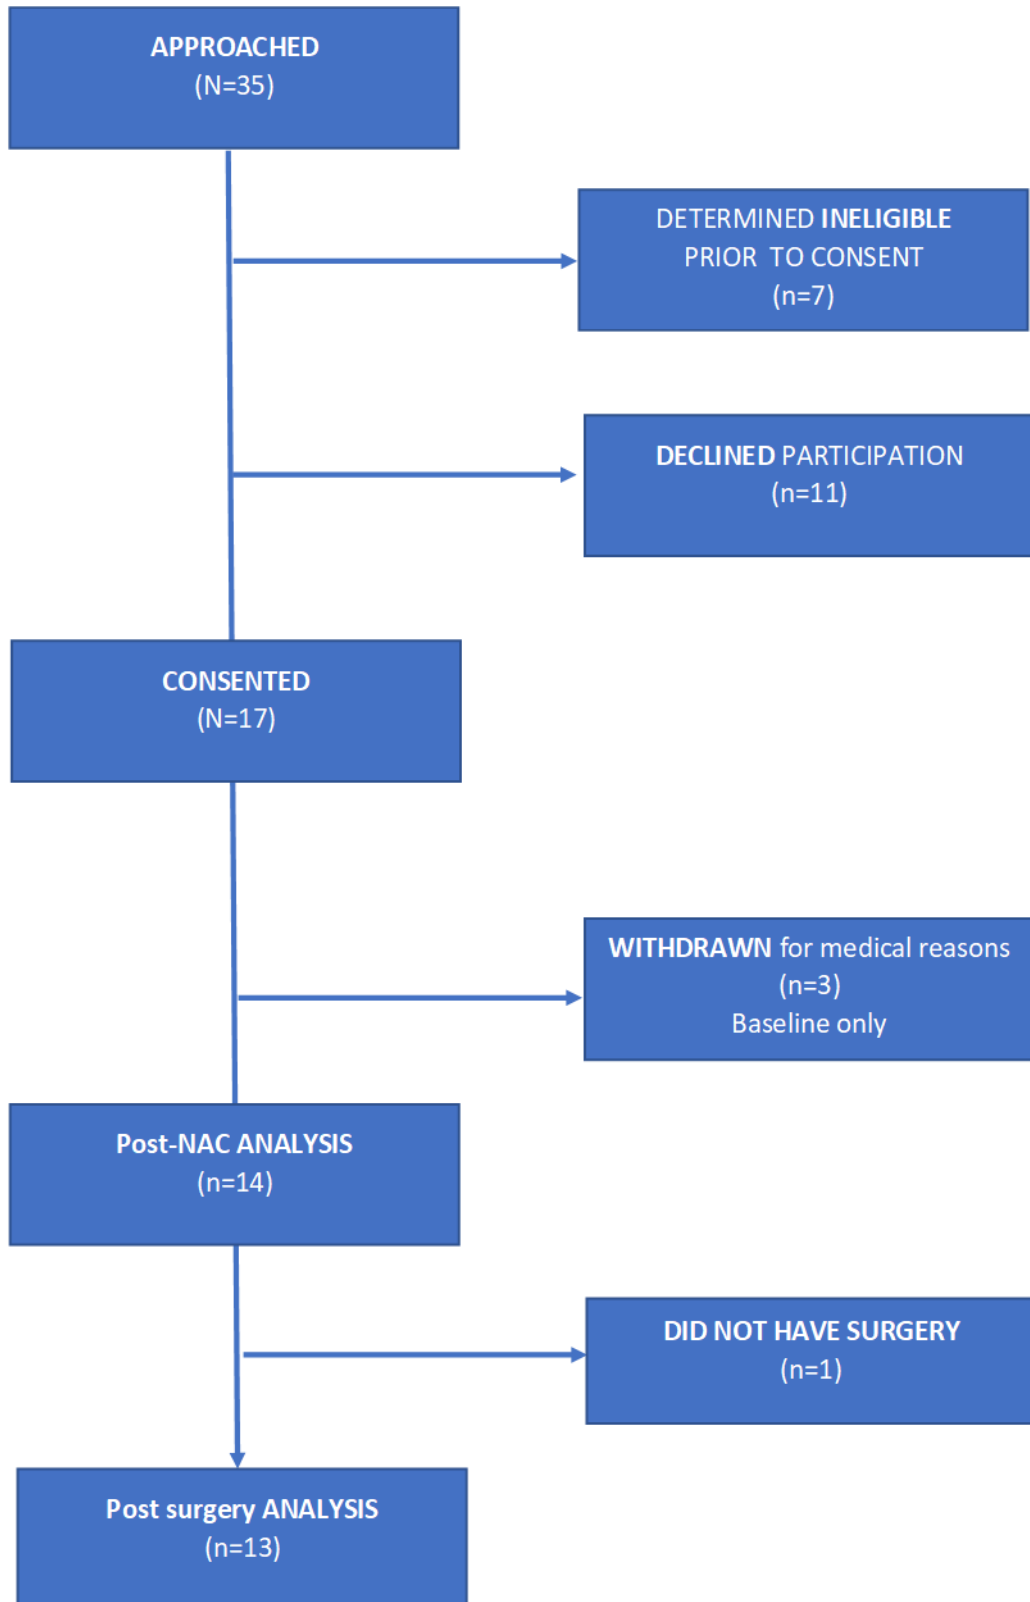 APPROACHED
(N=35)
DETERMINED INELIGIBLE
PRIOR TO CONSENT
(n=7)
DECLINED PARTICIPATION
(n=11)
CONSENTED
(N=17)
WITHDRAWN for medical reasons
(n=3)
Baseline only
Post-NAC ANALYSIS
(n=14)
DID NOT HAVE SURGERY
(n=1)
Post surgery ANALYSIS
(n=13)